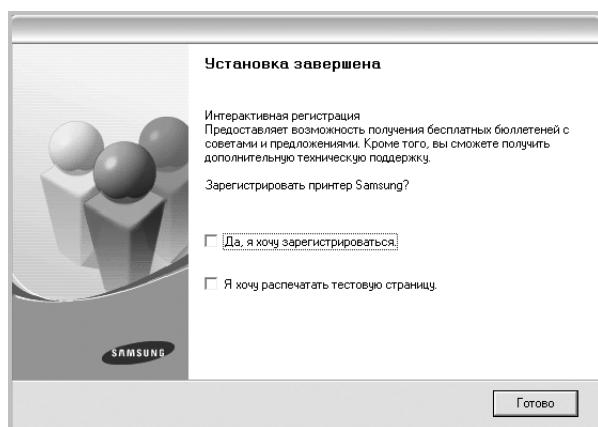 Установка завершена
Интерактивная регистрация
Предоставляет возможность получения бесплатных бюллетеней с
советами и предложениями. Кроме того, вы сможете получить
дополнительную техническую поддержку.
Зарегистрировать принтер Samsung?
Да, я хочу зарегистрироваться.
Я хочу распечатать тестовую страницу.
SAMSUNG
Готово